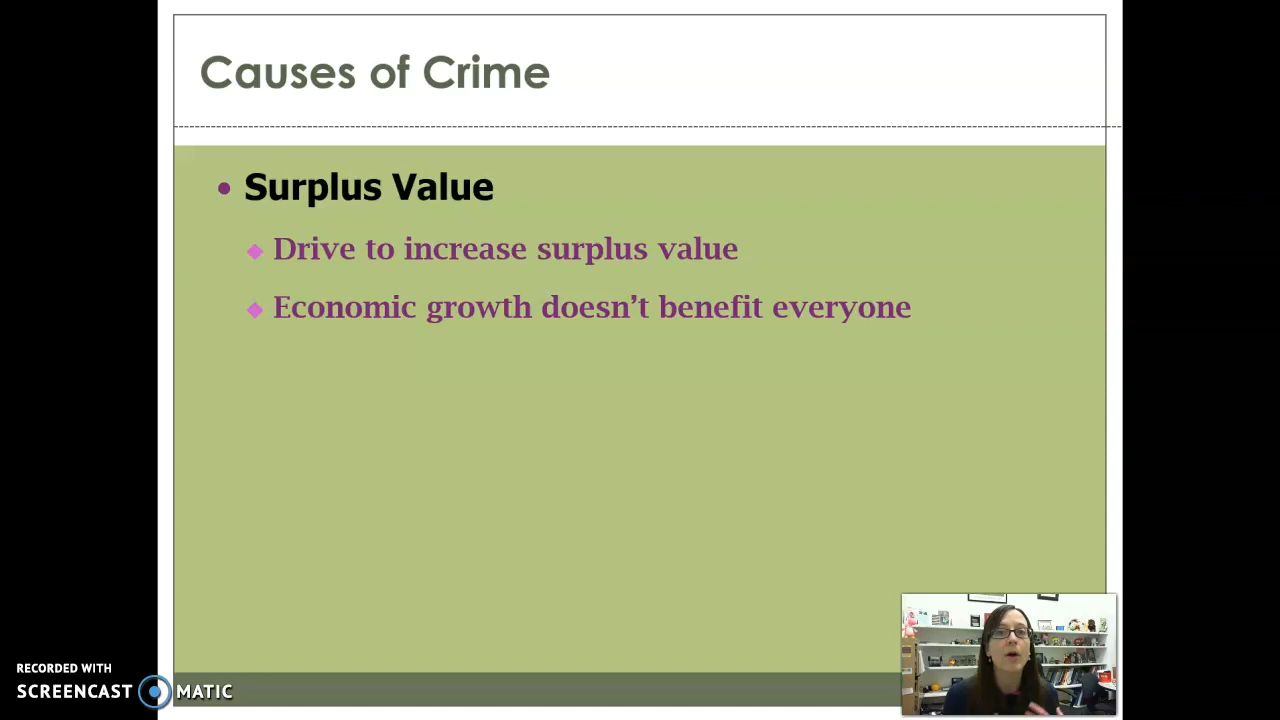 Causes of Crime
Surplus Value
Drive to increase surplus value
Economic growth doesn’t benefit everyone
RECORDED WITH
SCREENCAST MATIC